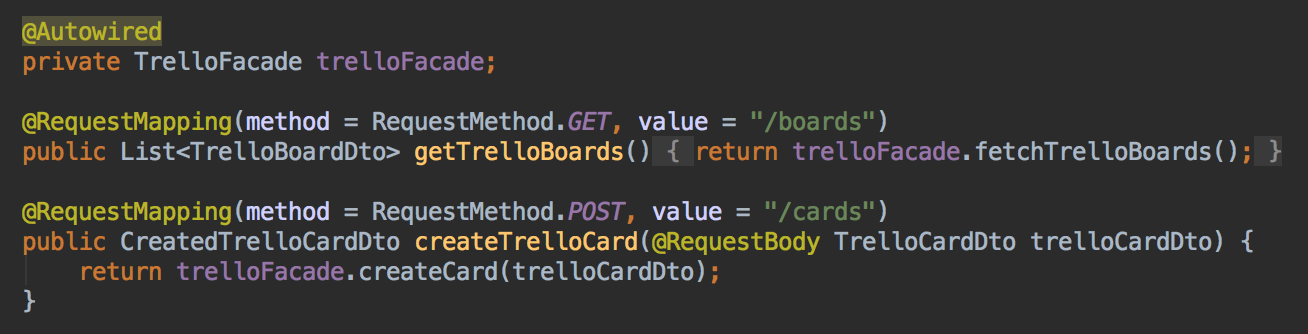 @Autowired
private TrelloFacade trelloFacade;
@RequestMapping(method = RequestMethod.GET, value = "/boards")
public List<TrelloBoardDto> getTrelloBoards() { return trelloFacade.fetchTrelloBoards(); }
@RequestMapping(method = RequestMethod.POST, value = "/cards")
public CreatedTrelloCardDto createTrelloCard(@RequestBody TrelloCardDto trelloCardDto) {
    return trelloFacade.createCard(trelloCardDto);
}